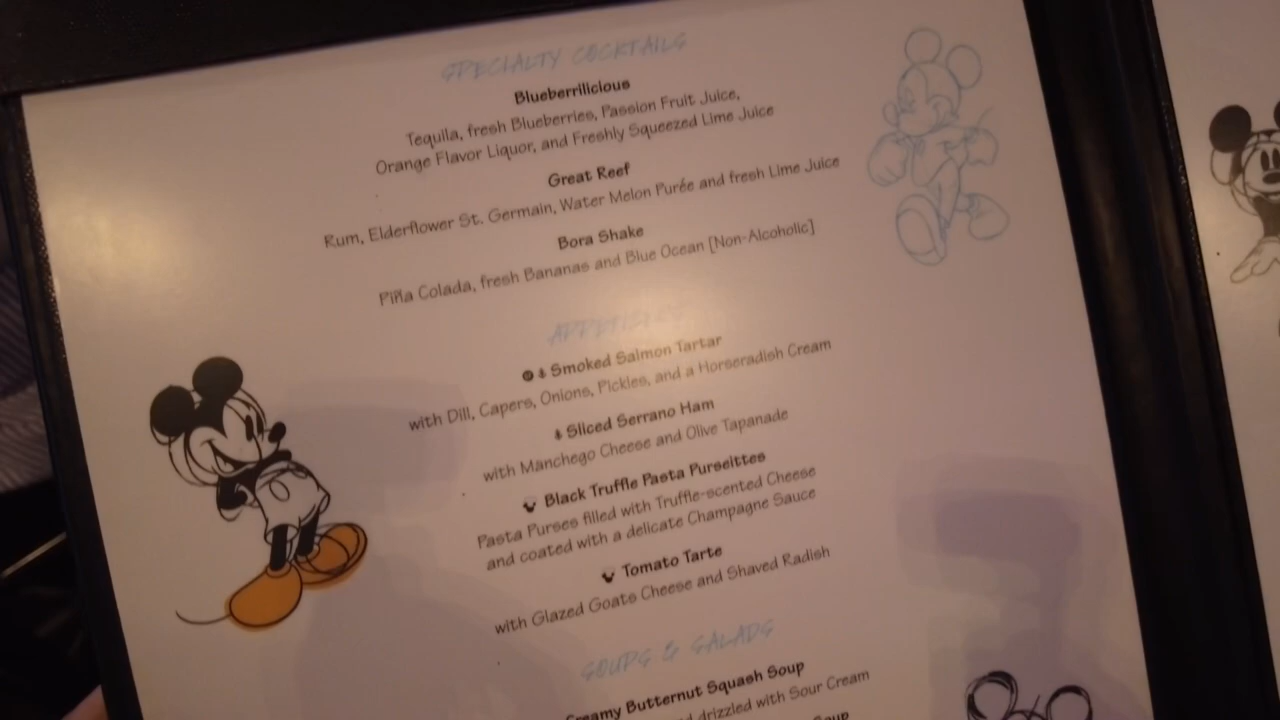 SPECIALTY COCKTAILS
Blueberrilicious
Tequila, fresh Blueberries, Passion Fruit Juice,
Orange Flavor Liquor, and Freshly Squeezed Lime Juice
Great Reef
Rum, Elderflower St. Germain, Water Melon Purée and fresh Lime Juice
Bora Shake
Piña Colada, fresh Bananas and Blue Ocean [Non-Alcoholic]
Smoked Salmon Tartar
with Dill, Capers, Onions, Pickles, and a Horseradish Cream
Sliced Serrano Ham
with Manchego Cheese and Olive Tapanade
Black Truffle Pasta Purseittes
Pasta Purses filled with Truffle-scented Cheese
and coated with a delicate Champagne Sauce
Tomato Tarte
with Glazed Goats Cheese and Shaved Radish
SOUPS & SALADS
Creamy Butternut Squash Soup
drizzled with Sour Cream
Soup